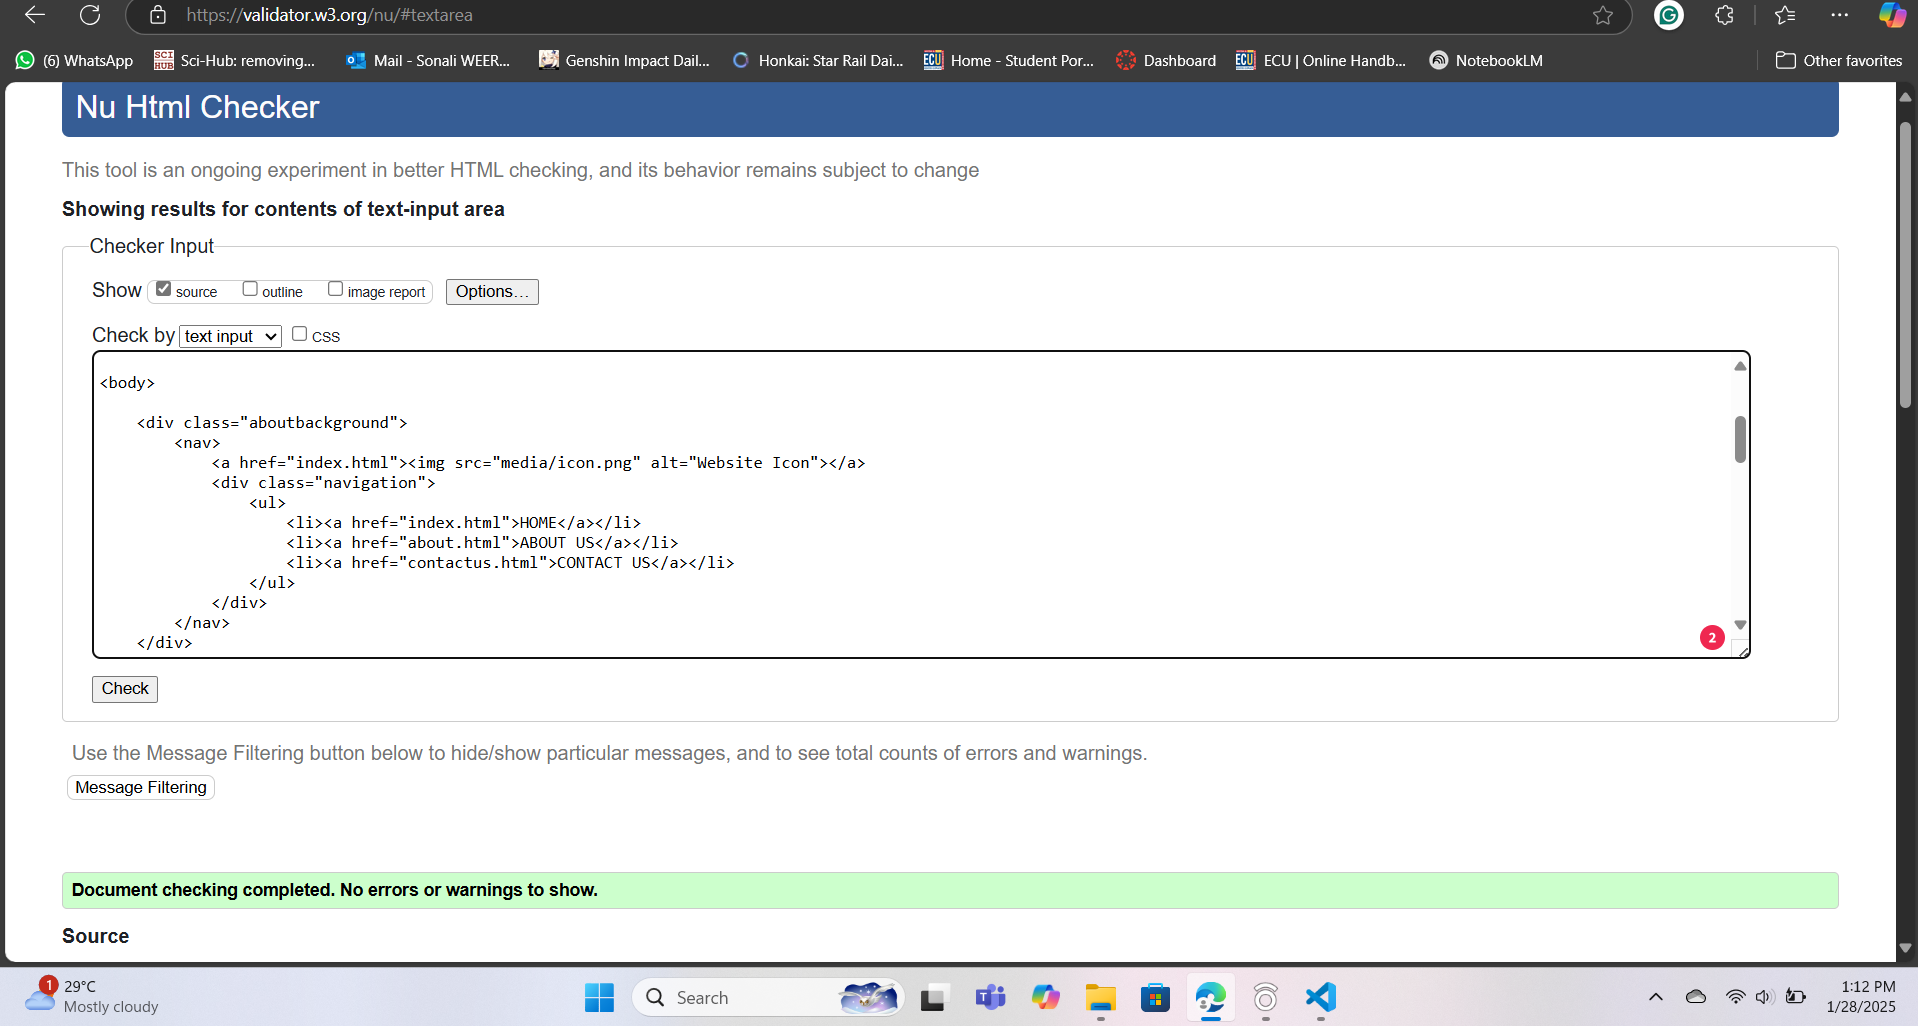 https://validator.w3.org/nu/#textarea
(6) WhatsApp
SCI HUB
Sci-Hub: removing...
Mail - Sonali WEER...
Genshin Impact Dail...
Honkai: Star Rail Dai...
ECU
Home - Student Por...
Dashboard
ECU
ECU | Online Handb...
NotebookLM
Other favorites
Nu Html Checker
This tool is an ongoing experiment in better HTML checking, and its behavior remains subject to change
Showing results for contents of text-input area
Checker Input
Show source outline image report Options...
Check by text input CSS
<body>
<div class="aboutbackground">
<nav>
<a href="index.html"><img src="media/icon.png" alt="Website Icon"></a>
<div class="navigation">
<ul>
<li><a href="index.html">HOME</a></li>
<li><a href="about.html">ABOUT US</a></li>
<li><a href="contactus.html">CONTACT US</a></li>
</ul>
</div>
</nav>
</div>
2
Check
Use the Message Filtering button below to hide/show particular messages, and to see total counts of errors and warnings.
Message Filtering
Document checking completed. No errors or warnings to show.
Source
1
29°C
Mostly cloudy
Search
1:12 PM
1/28/2025